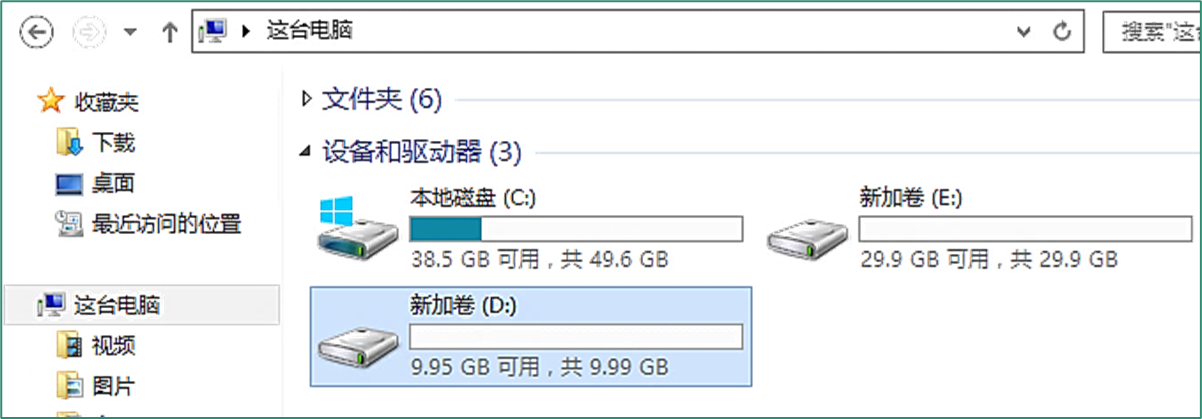 这台电脑
搜索"这台
收藏夹
下载
桌面
最近访问的位置
这台电脑
视频
图片
文件夹 (6)
设备和驱动器 (3)
本地磁盘 (C:)
38.5 GB 可用，共 49.6 GB
新加卷 (E:)
29.9 GB 可用，共 29.9 GB
新加卷 (D:)
9.95 GB 可用，共 9.99 GB